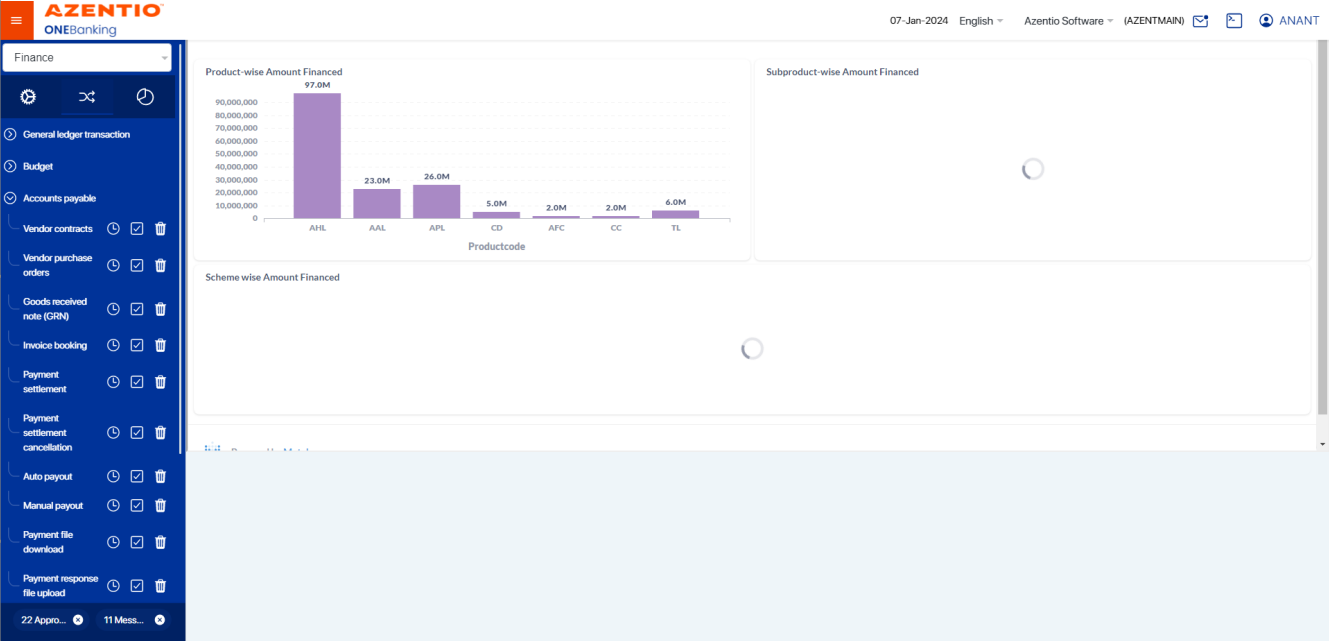 AZENTIO
ONEBanking
07-Jan-2024 English Azentio Software (AZENTMAIN) ANANT
Finance
General ledger transaction
Budget
Accounts payable
Vendor contracts
Vendor purchase
orders
Goods received
note (GRN)
Invoice booking
Payment
settlement
Payment
settlement
cancellation
Auto payout
Manual payout
Payment file
download
Payment response
file upload
22 Appro...
11 Mess...
Product-wise Amount Financed
97.0M
90,000,000
80,000,000
70,000,000
60,000,000
50,000,000
40,000,000
30,000,000
20,000,000
10,000,000
0
23.0M
26.0M
5.0M
2.0M
2.0M
6.0M
AHL AAL APL CD AFC CC TL
Productcode
Subproduct-wise Amount Financed
Scheme wise Amount Financed